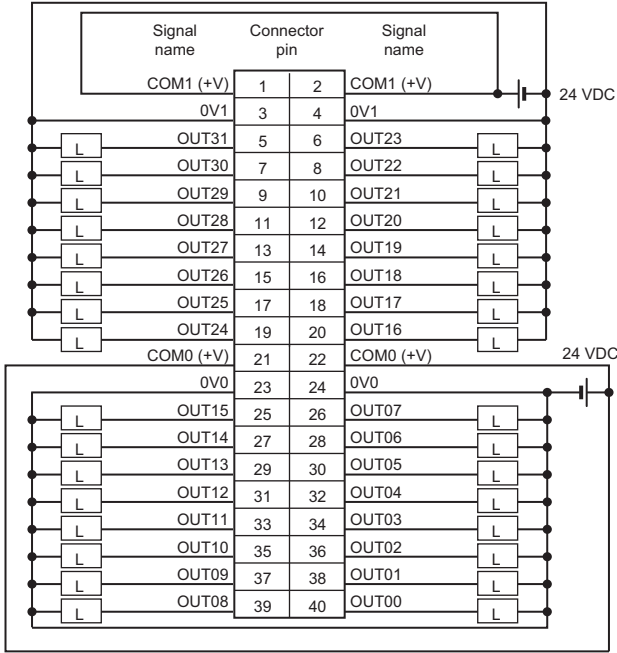 Signal name Connector pin Signal name
COM1 (+V) 1 2 COM1 (+V)
24 VDC
0V1 3 4 0V1
L OUT31 5 6 OUT23 L
L OUT30 7 8 OUT22 L
L OUT29 9 10 OUT21 L
L OUT28 11 12 OUT20 L
L OUT27 13 14 OUT19 L
L OUT26 15 16 OUT18 L
L OUT25 17 18 OUT17 L
L OUT24 19 20 OUT16 L
COM0 (+V) 21 22 COM0 (+V) 24 VDC
0V0 23 24 0V0
L OUT15 25 26 OUT07 L
L OUT14 27 28 OUT06 L
L OUT13 29 30 OUT05 L
L OUT12 31 32 OUT04 L
L OUT11 33 34 OUT03 L
L OUT10 35 36 OUT02 L
L OUT09 37 38 OUT01 L
L OUT08 39 40 OUT00 L